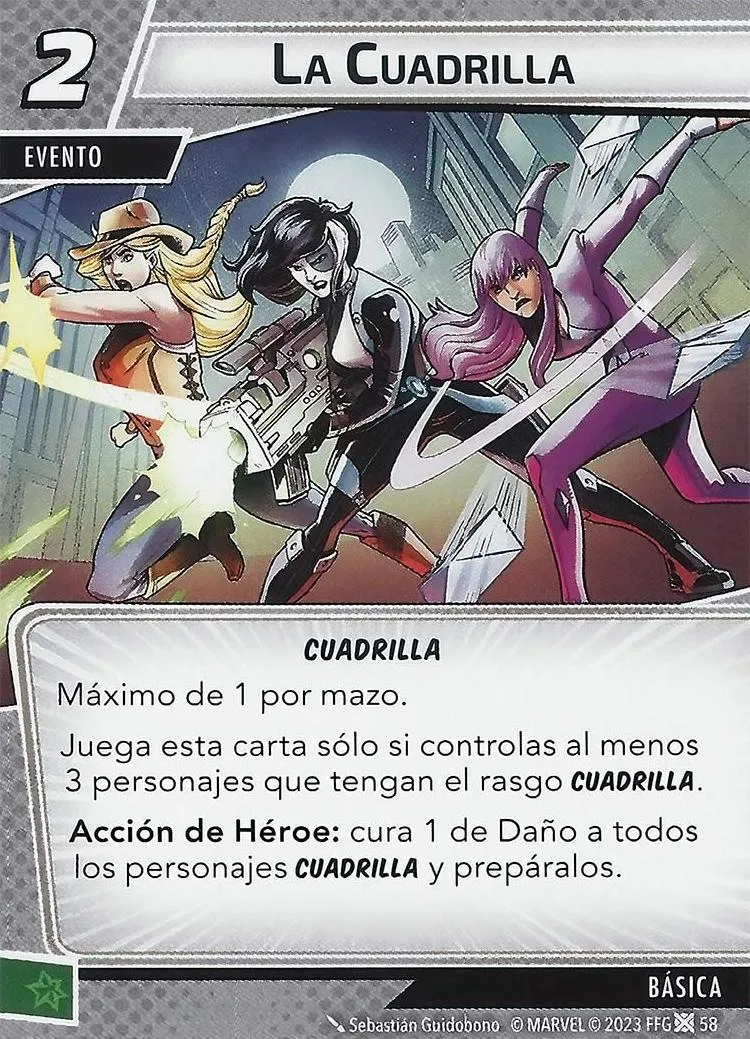 2
LA CUADRILLA
EVENTO
CUADRILLA
Máximo de 1 por mazo.
Juega esta carta sólo si controlas al menos
3 personajes que tengan el rasgo CUADRILLA.
Acción de Héroe: cura 1 de Daño a todos
los personajes CUADRILLA y prepáralos.
BÁSICA
Sebastián Guidobono © MARVEL © 2023 FFG 58